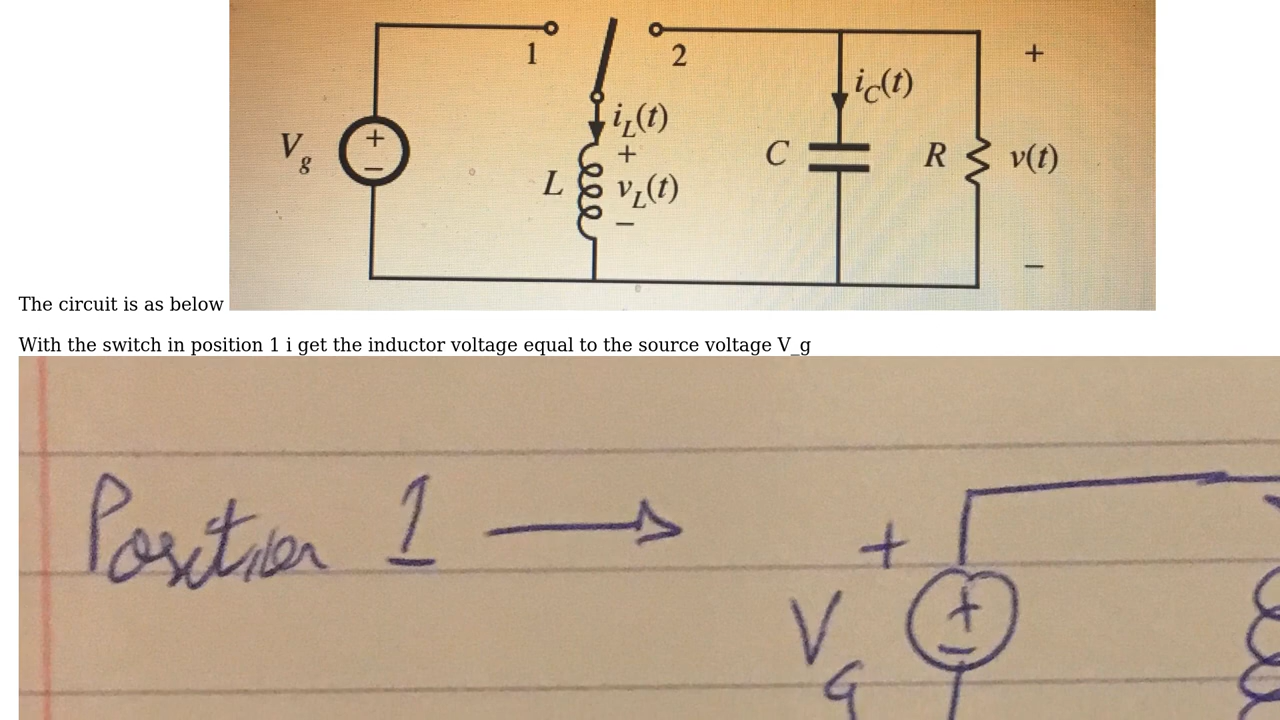 1
2
i_C(t)
V_g
+
−
i_L(t)
+
L
v_L(t)
−
C
R
+
v(t)
−
The circuit is as below
With the switch in position 1 i get the inductor voltage equal to the source voltage V_g
Position 1
+
V_G
+
−